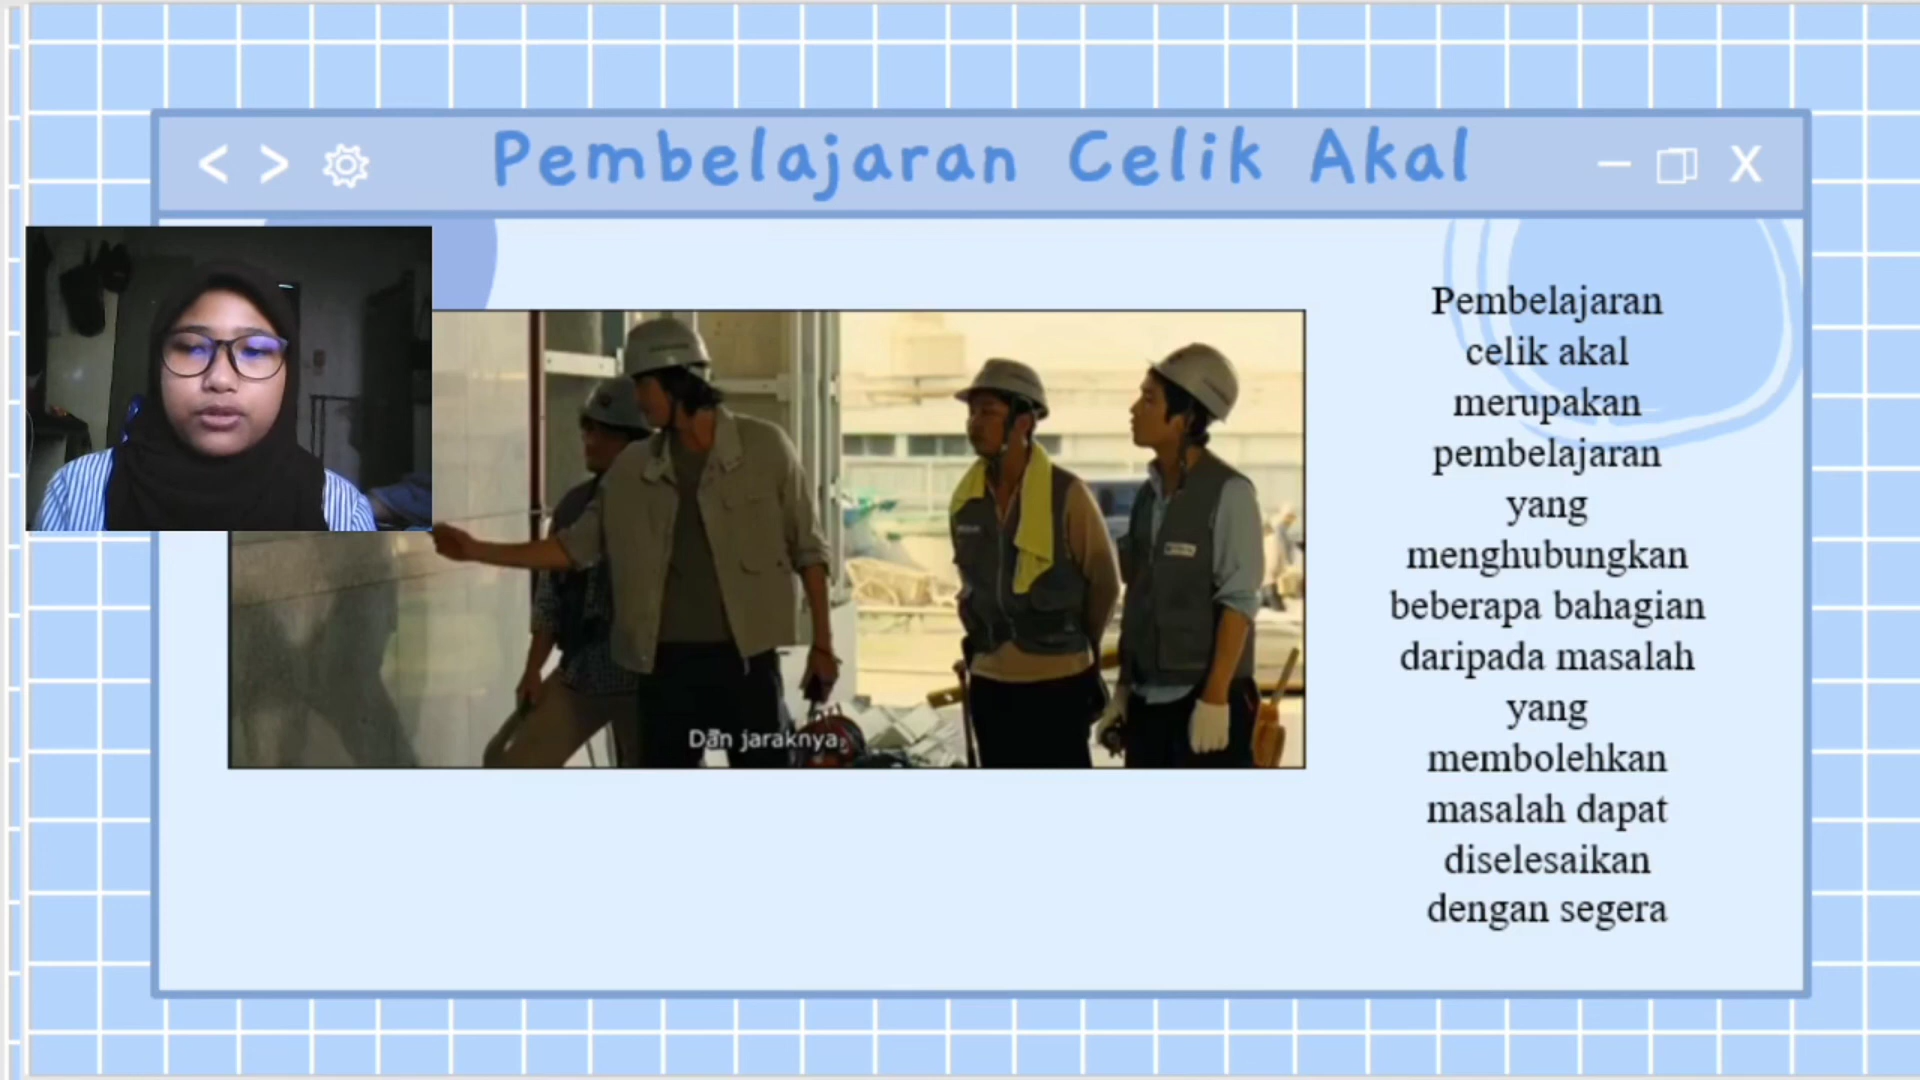 Pembelajaran Celik Akal
X
Pembelajaran
celik akal
merupakan
pembelajaran
yang
menghubungkan
beberapa bahagian
daripada masalah
yang
membolehkan
masalah dapat
diselesaikan
dengan segera
Dan jaraknya,